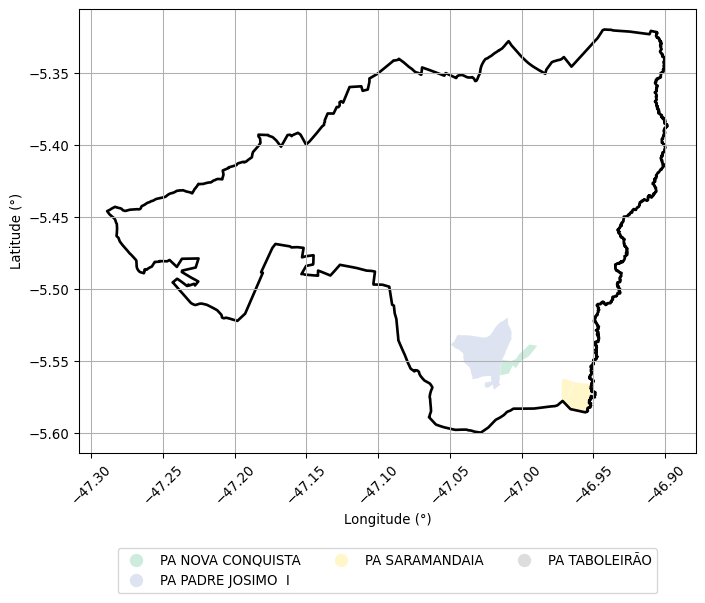 −5.35
−5.40
−5.45
−5.50
−5.55
−5.60
Latitude (°)
−47.30
−47.25
−47.20
−47.15
−47.10
−47.05
−47.00
−46.95
−46.90
Longitude (°)
PA NOVA CONQUISTA
PA PADRE JOSIMO  I
PA SARAMANDAIA
PA TABOLEIRÃO